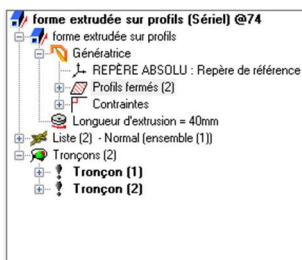 forme extrudée sur profils (Sériel) @74
forme extrudée sur profils
Génératrice
REPÈRE ABSOLU : Repère de référence
Profils fermés (2)
Contraintes
Longueur d'extrusion = 40mm
Liste (2) - Normal (ensemble (1))
Tronçons (2)
Tronçon (1)
Tronçon (2)